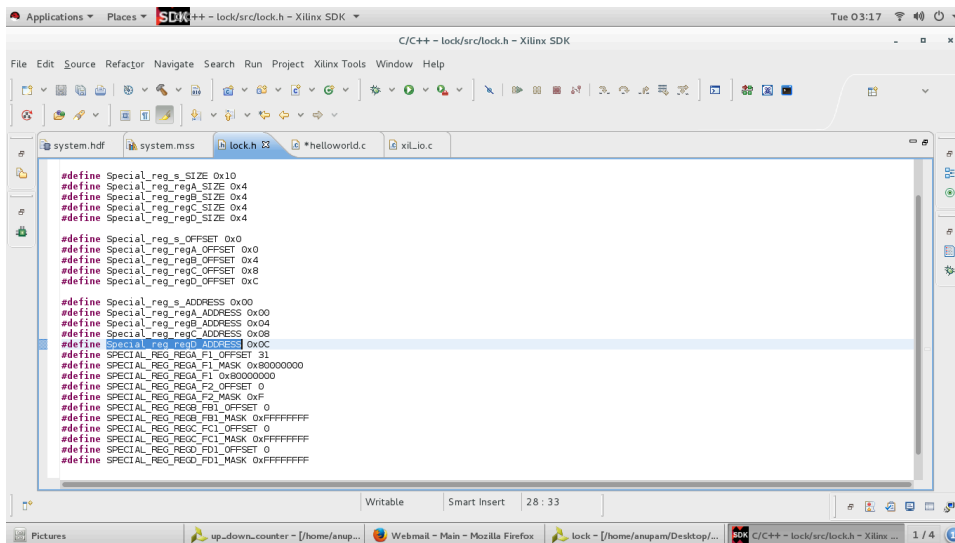 Applications Places SDK C/C++ - lock/src/lock.h - Xilinx SDK Tue 03:17
C/C++ - lock/src/lock.h - Xilinx SDK
File Edit Source Refactor Navigate Search Run Project Xilinx Tools Window Help
system.hdf system.mss lock.h *helloworld.c xil_io.c
#define Special_reg_s_SIZE 0x10
#define Special_reg_regA_SIZE 0x4
#define Special_reg_regB_SIZE 0x4
#define Special_reg_regC_SIZE 0x4
#define Special_reg_regD_SIZE 0x4
#define Special_reg_s_OFFSET 0x0
#define Special_reg_regA_OFFSET 0x0
#define Special_reg_regB_OFFSET 0x4
#define Special_reg_regC_OFFSET 0x8
#define Special_reg_regD_OFFSET 0xC
#define Special_reg_s_ADDRESS 0x00
#define Special_reg_regA_ADDRESS 0x00
#define Special_reg_regB_ADDRESS 0x04
#define Special_reg_regC_ADDRESS 0x08
#define Special_reg_regD_ADDRESS 0x0C
#define SPECIAL_REG_REGA_F1_OFFSET 31
#define SPECIAL_REG_REGA_F1_MASK 0x80000000
#define SPECIAL_REG_REGA_F1 0x80000000
#define SPECIAL_REG_REGA_F2_OFFSET 0
#define SPECIAL_REG_REGA_F2_MASK 0xF
#define SPECIAL_REG_REGB_FB1_OFFSET 0
#define SPECIAL_REG_REGB_FB1_MASK 0xFFFFFFFF
#define SPECIAL_REG_REGC_FC1_OFFSET 0
#define SPECIAL_REG_REGC_FC1_MASK 0xFFFFFFFF
#define SPECIAL_REG_REGD_FD1_OFFSET 0
#define SPECIAL_REG_REGD_FD1_MASK 0xFFFFFFFF
Writable Smart Insert 28 : 33
Pictures up_down_counter - [/home/anup... Webmail - Main - Mozilla Firefox lock - [/home/anupam/Desktop/... SDK C/C++ - lock/src/lock.h - Xilinx ... 1 / 4